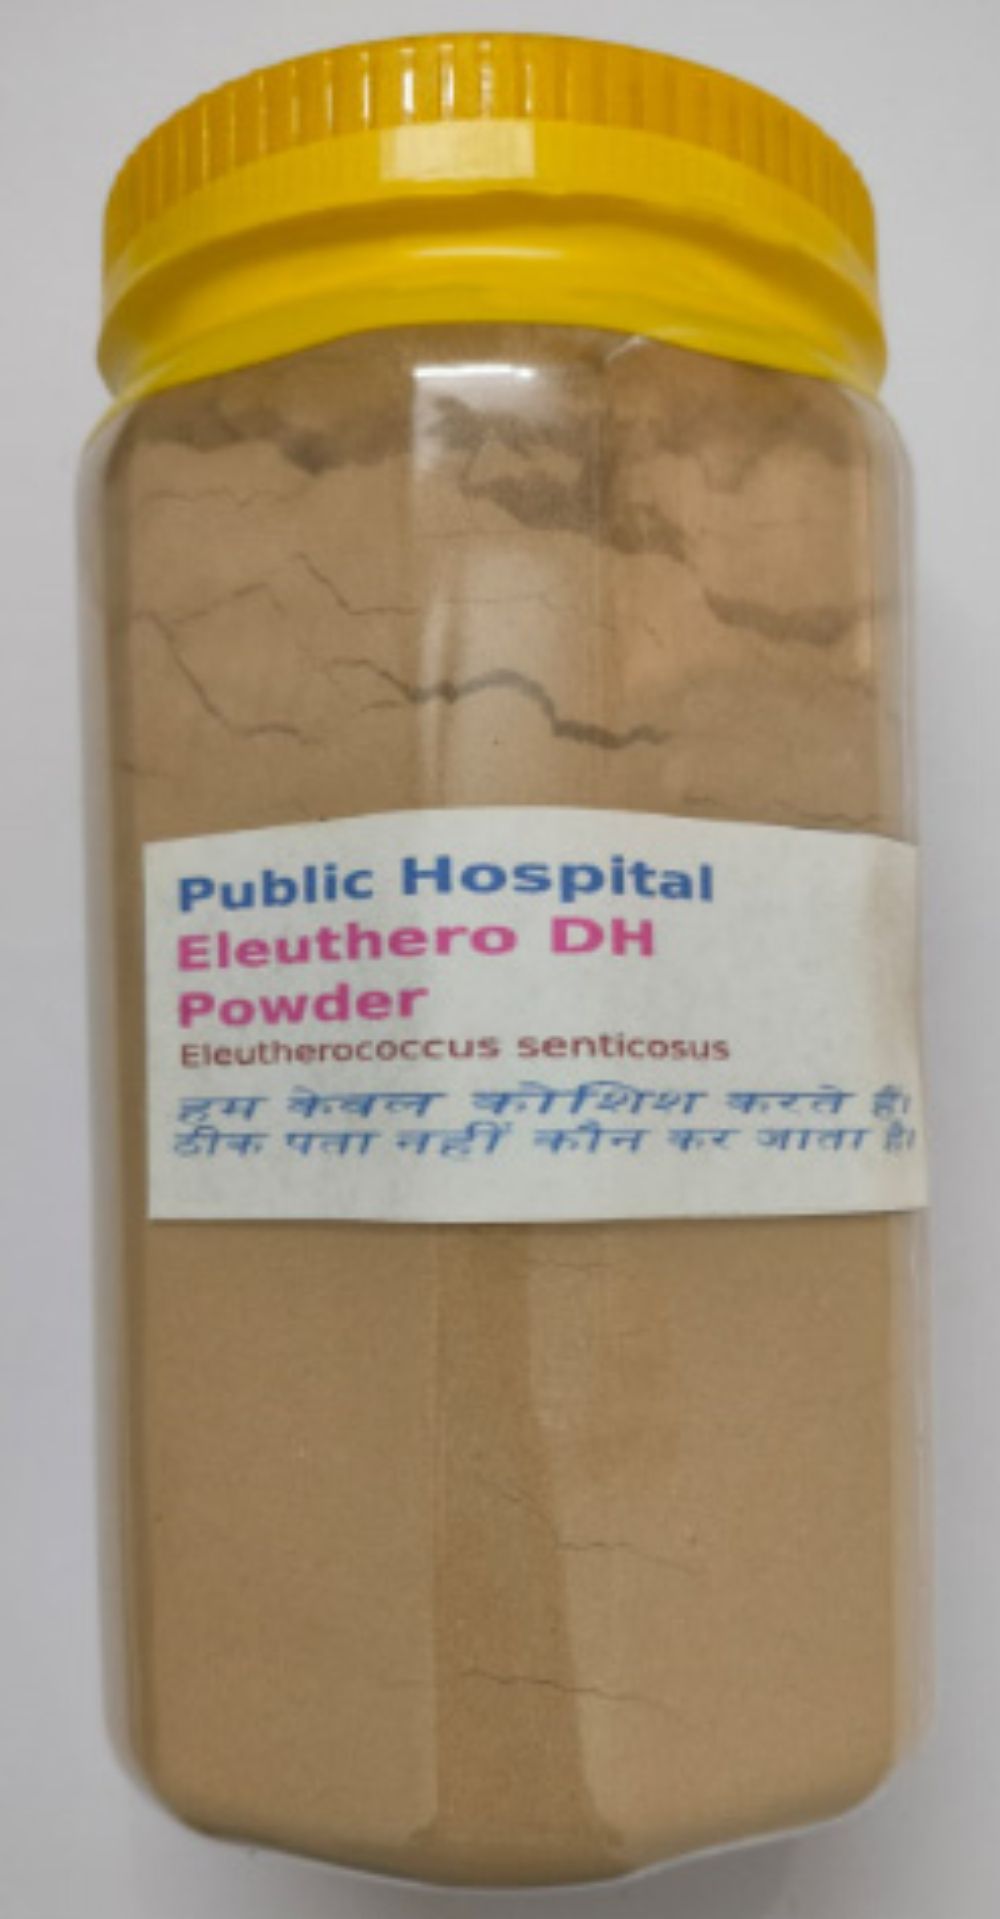 Public Hospital
Eleuthero DH
Powder
Eleutherococcus senticosus
हम केवल कोशिश करते हैं।
ठीक पता नहीं कौन कर जाता है।